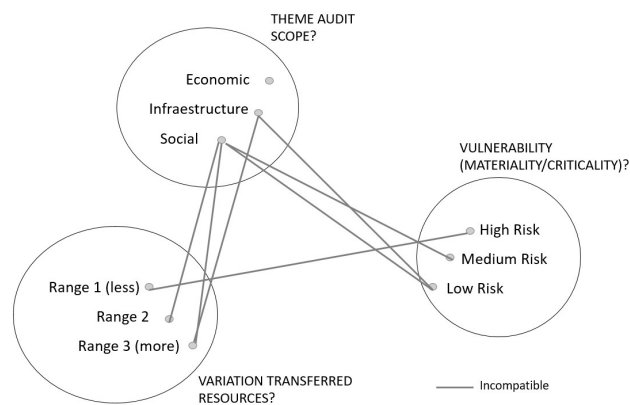 THEME AUDIT
SCOPE?
Economic
Infraestructure
Social
VULNERABILITY
(MATERIALITY/CRITICALITY)?
High Risk
Medium Risk
Low Risk
Range 1 (less)
Range 2
Range 3 (more)
VARIATION TRANSFERRED
RESOURCES?
Incompatible